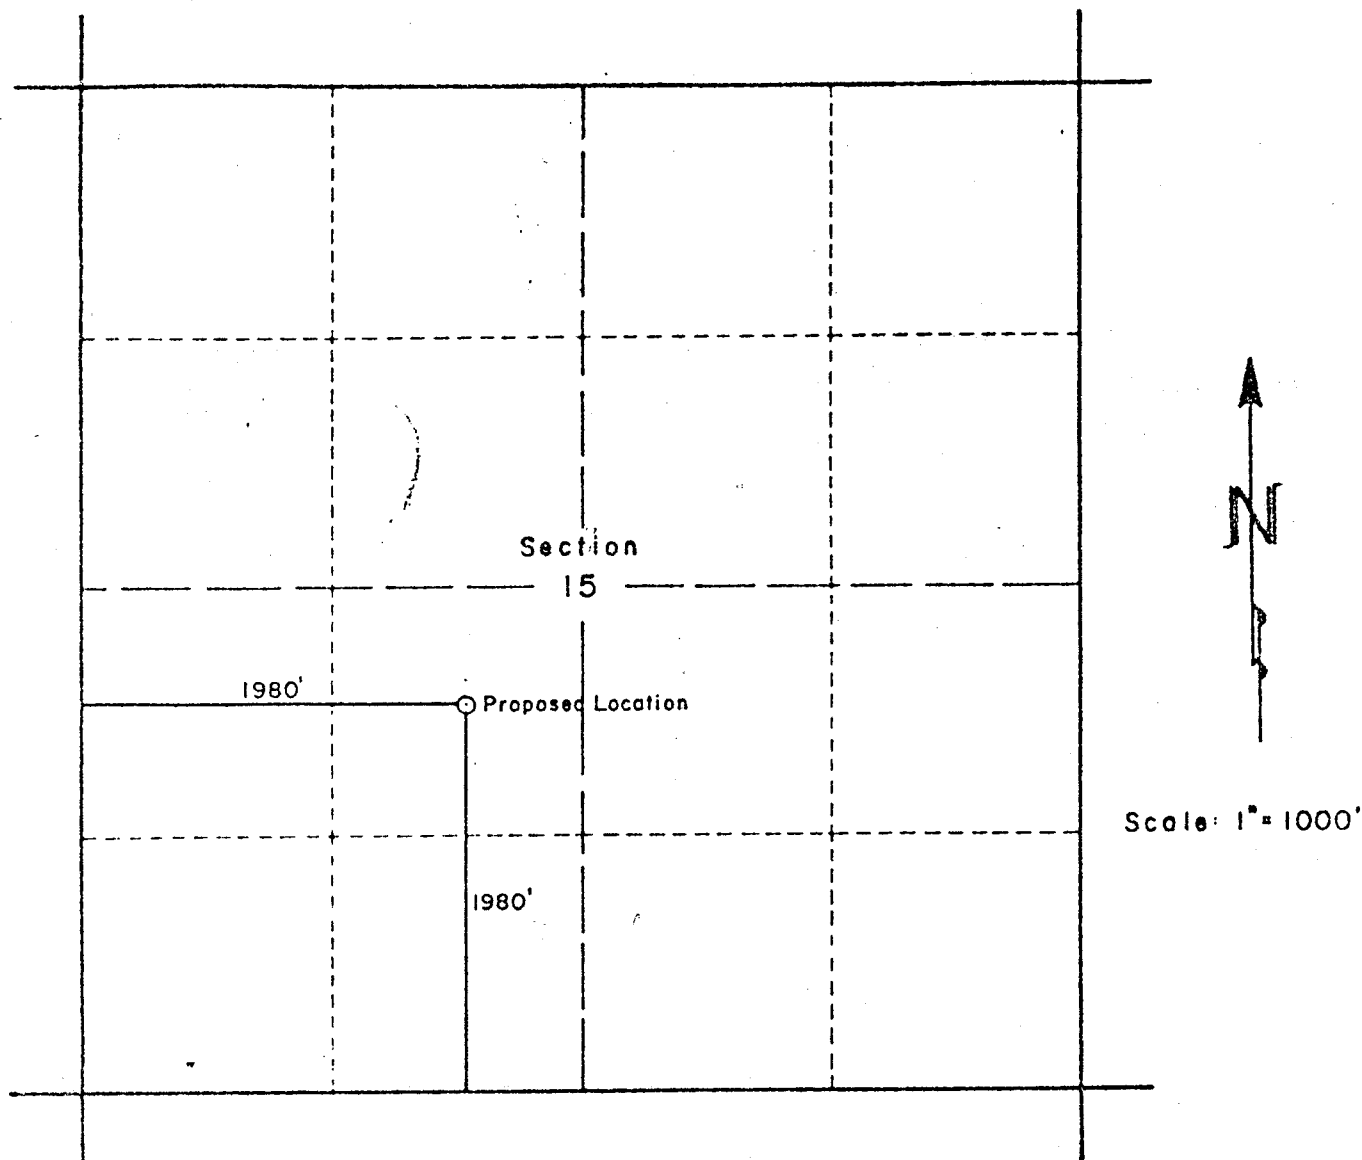 Section
15
1980'
Proposed Location
1980'
N
Scale: 1" = 1000'